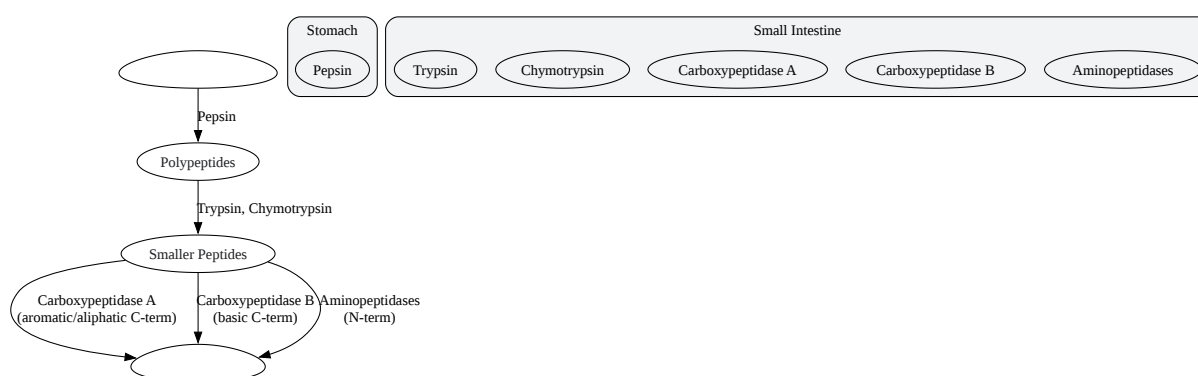 Stomach
Small Intestine
Pepsin
Trypsin
Chymotrypsin
Carboxypeptidase A
Carboxypeptidase B
Aminopeptidases
Pepsin
Polypeptides
Trypsin, Chymotrypsin
Smaller Peptides
Carboxypeptidase A
(aromatic/aliphatic C-term)
Carboxypeptidase B
(basic C-term)
Aminopeptidases
(N-term)